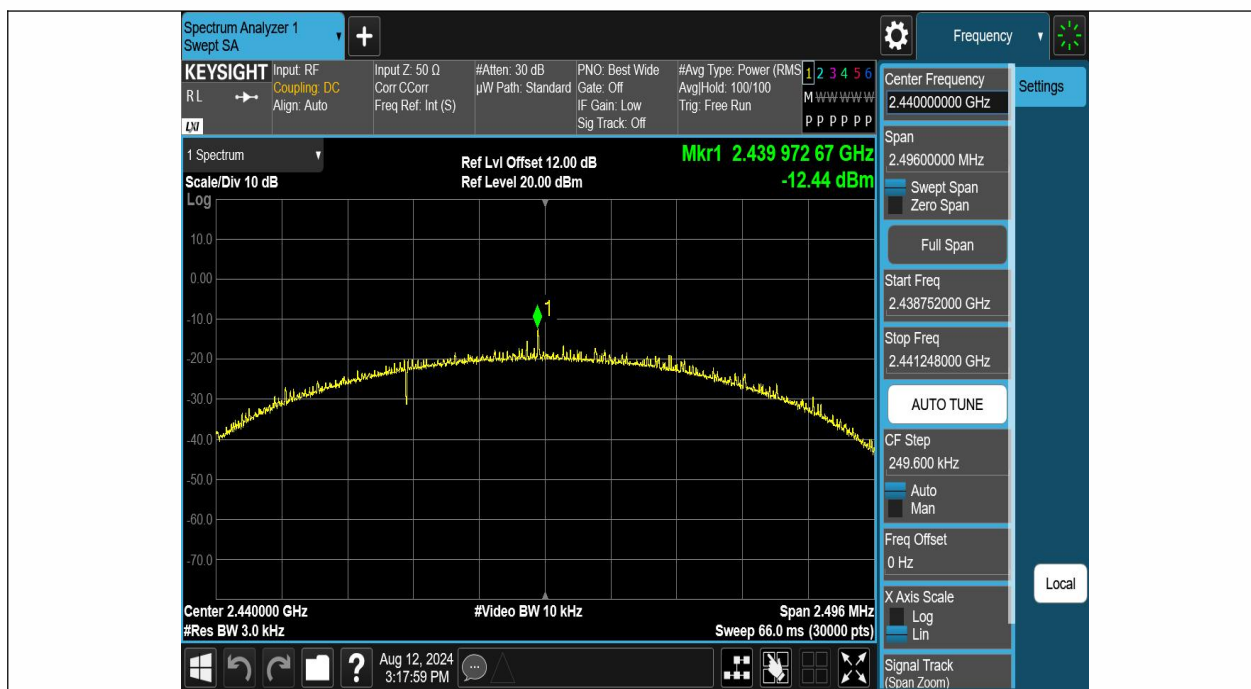 Spectrum Analyzer 1
Swept SA
Frequency
KEYSIGHT
RL
LXI
Input: RF
Coupling: DC
Align: Auto
Input Z: 50 Ω
Corr CCorr
Freq Ref: Int (S)
#Atten: 30 dB
µW Path: Standard
PNO: Best Wide
Gate: Off
IF Gain: Low
Sig Track: Off
#Avg Type: Power (RMS
Avg|Hold: 100/100
Trig: Free Run
1 2 3 4 5 6
M W W W W W
P P P P P P
1 Spectrum
Scale/Div 10 dB
Log
Ref Lvl Offset 12.00 dB
Ref Level 20.00 dBm
Mkr1 2.439 972 67 GHz
-12.44 dBm
10.0
0.00
-10.0
-20.0
-30.0
-40.0
-50.0
-60.0
-70.0
1
Center 2.440000 GHz
#Res BW 3.0 kHz
#Video BW 10 kHz
Span 2.496 MHz
Sweep 66.0 ms (30000 pts)
?
Aug 12, 2024
3:17:59 PM
Center Frequency
2.440000000 GHz
Span
2.49600000 MHz
Swept Span
Zero Span
Full Span
Start Freq
2.438752000 GHz
Stop Freq
2.441248000 GHz
AUTO TUNE
CF Step
249.600 kHz
Auto
Man
Freq Offset
0 Hz
X Axis Scale
Log
Lin
Signal Track
(Span Zoom)
Settings
Local